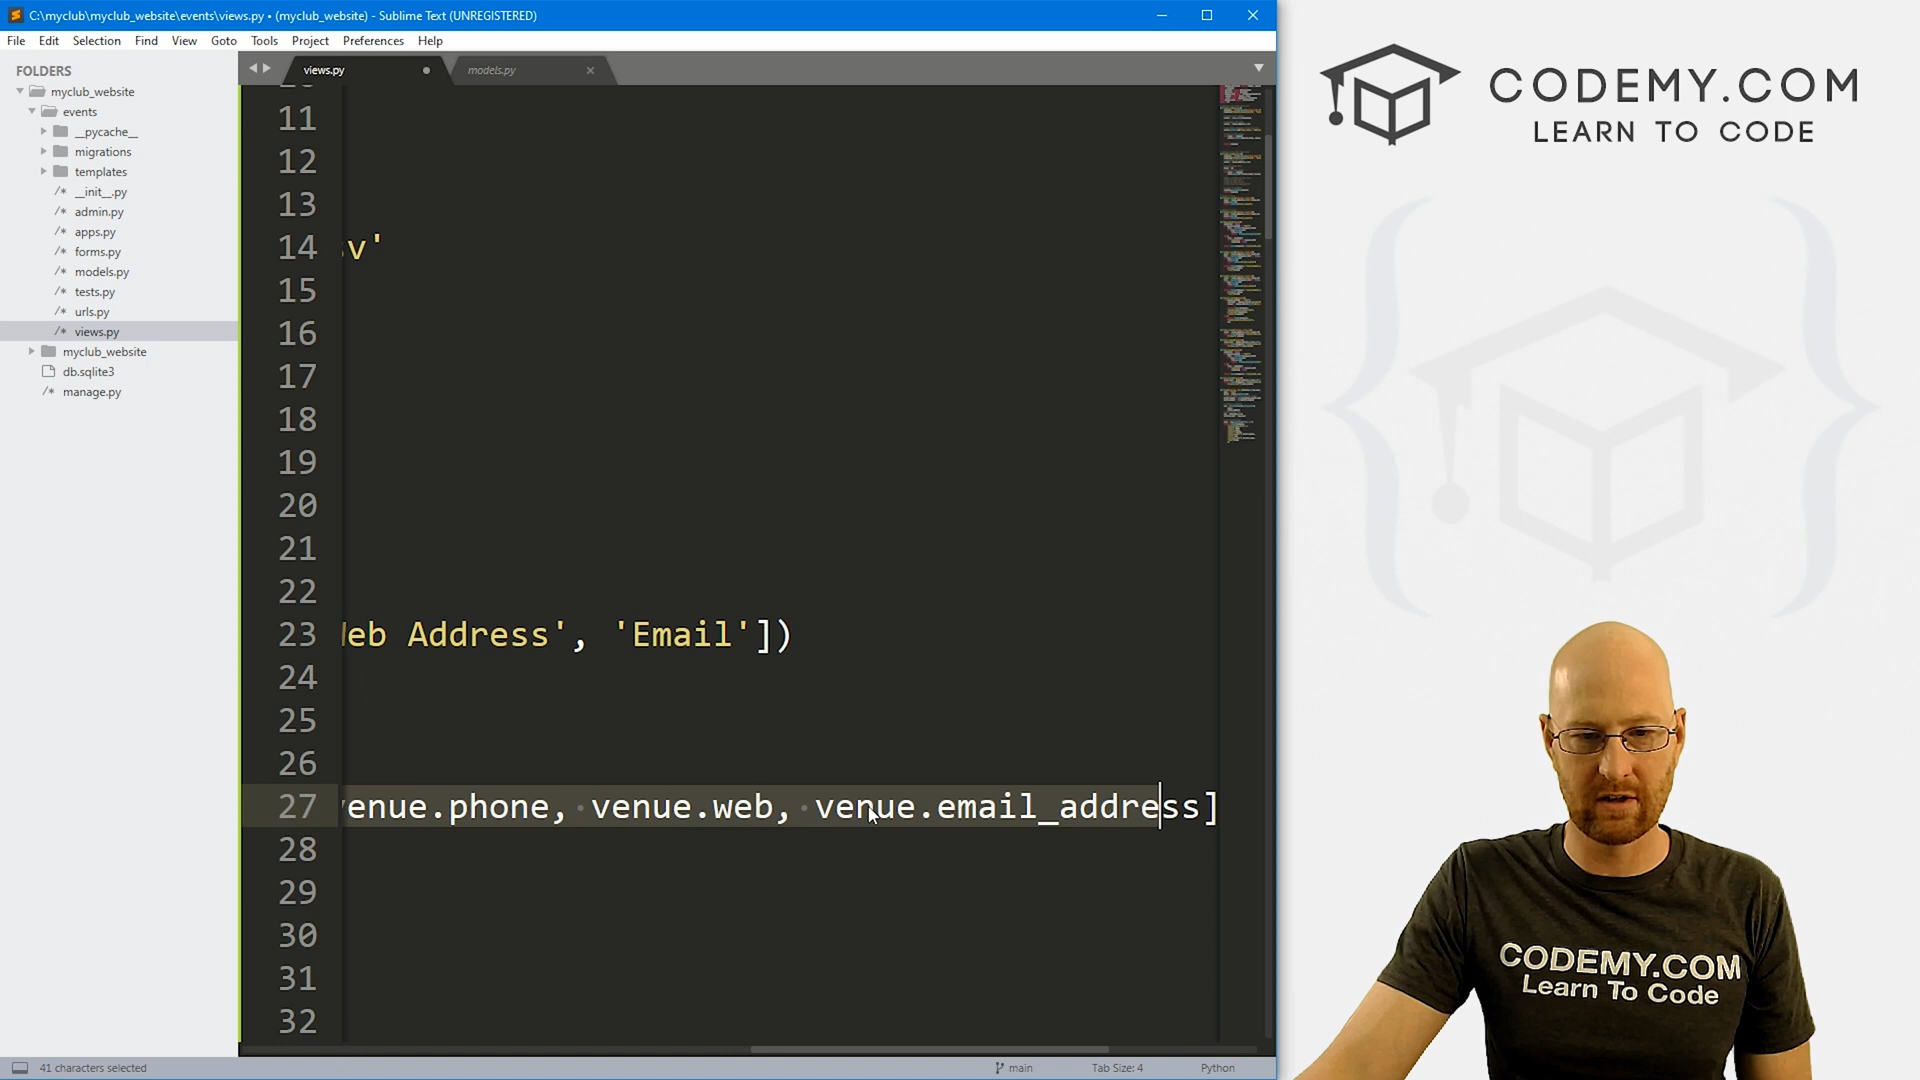 C:\myclub\myclub_website\events\views.py • (myclub_website) - Sublime Text (UNREGISTERED)
File Edit Selection Find View Goto Tools Project Preferences Help
FOLDERS
myclub_website
events
__pycache__
migrations
templates
/* __init__.py
/* admin.py
/* apps.py
/* forms.py
/* models.py
/* tests.py
/* urls.py
/* views.py
myclub_website
db.sqlite3
/* manage.py
views.py
models.py
11
12
13
14 sv'
15
16
17
18
19
20
21
22
23 Web Address', 'Email'])
24
25
26
27 venue.phone, venue.web, venue.email_address]
28
29
30
31
32
41 characters selected
main
Tab Size: 4
Python
CODEMY.COM
LEARN TO CODE
CODEMY.COM
Learn To Code